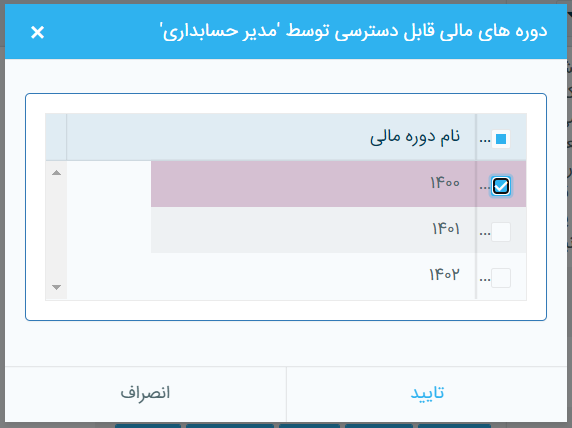 دوره های مالی قابل دسترسی توسط 'مدیر حسابداری'
... نام دوره مالی
... ۱۴۰۰
... ۱۴۰۱
... ۱۴۰۲
تایید
انصراف